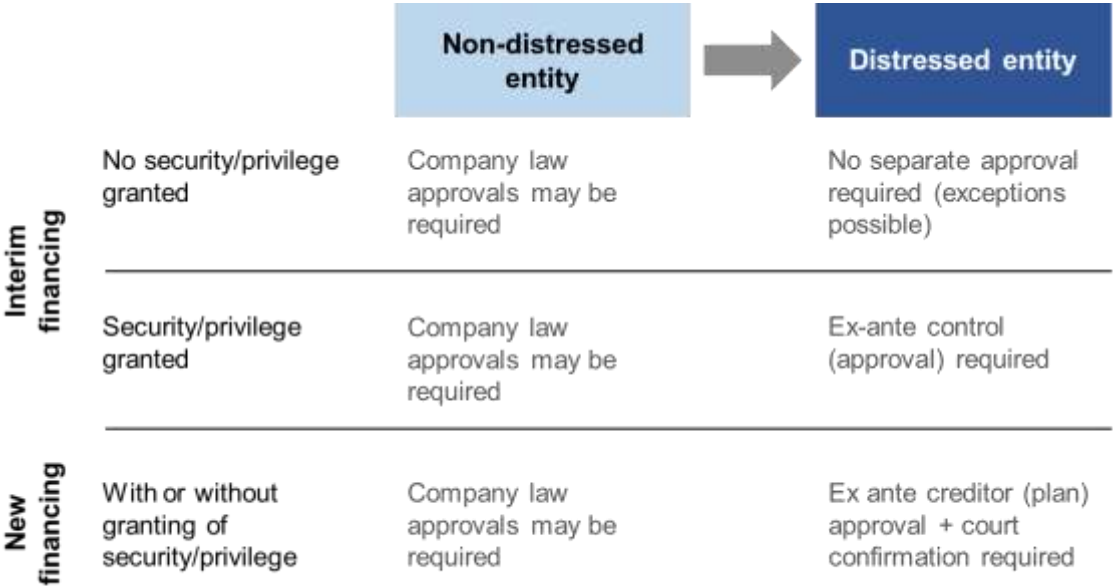 Non-distressed
entity
Distressed entity
Interim
financing
No security/privilege
granted
Company law
approvals may be
required
No separate approval
required (exceptions
possible)
Security/privilege
granted
Company law
approvals may be
required
Ex-ante control
(approval) required
New
financing
With or without
granting of
security/privilege
Company law
approvals may be
required
Ex ante creditor (plan)
approval + court
confirmation required